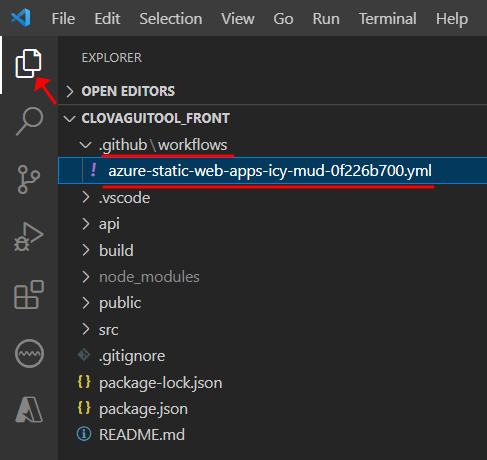 File Edit Selection View Go Run Terminal Help
EXPLORER
OPEN EDITORS
CLOVAGUITOOL_FRONT
.github\workflows
! azure-static-web-apps-icy-mud-0f226b700.yml
.vscode
api
build
node_modules
public
src
.gitignore
{} package-lock.json
{} package.json
README.md